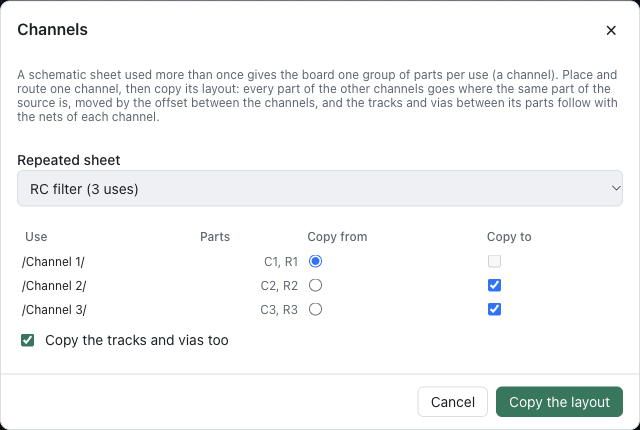 Channels
A schematic sheet used more than once gives the board one group of parts per use (a channel). Place and
route one channel, then copy its layout: every part of the other channels goes where the same part of the
source is, moved by the offset between the channels, and the tracks and vias between its parts follow with
the nets of each channel.
Repeated sheet
RC filter (3 uses)
Use Parts Copy from Copy to
/Channel 1/ C1, R1
/Channel 2/ C2, R2
/Channel 3/ C3, R3
Copy the tracks and vias too
Cancel Copy the layout